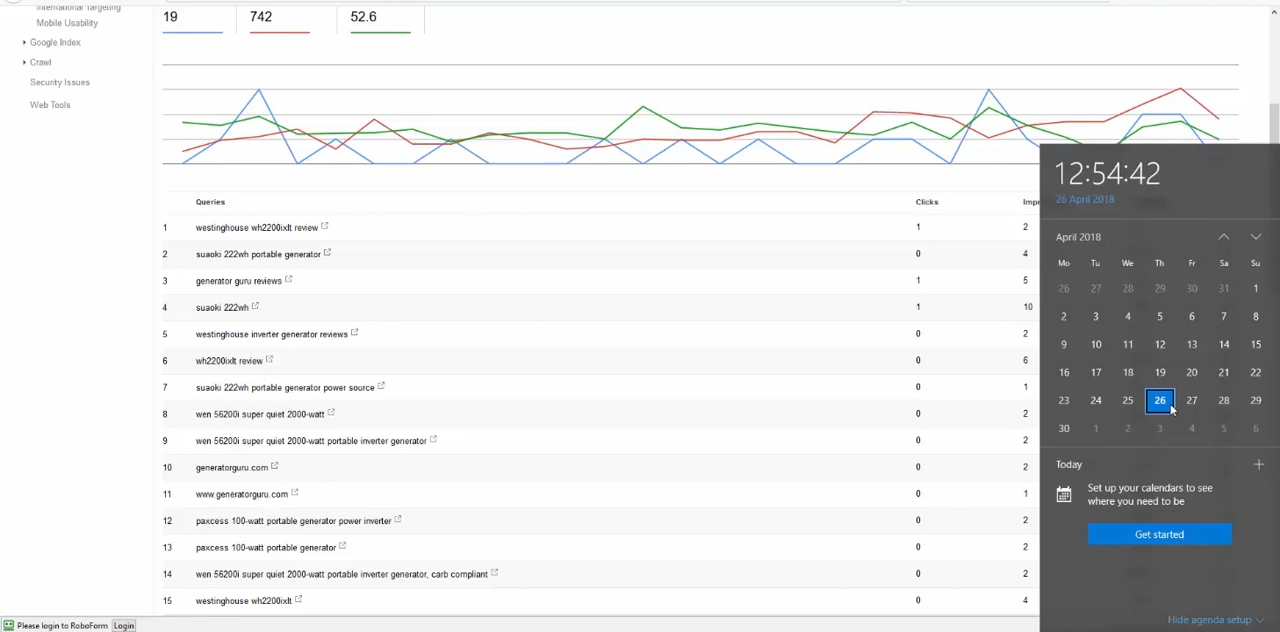 International Targeting
Mobile Usability
Google Index
Crawl
Security Issues
Web Tools
19 742 52.6
Queries Clicks Impr
1 westinghouse wh2200ixlt review 1 2
2 suaoki 222wh portable generator 0 4
3 generator guru reviews 1 5
4 suaoki 222wh 1 10
5 westinghouse inverter generator reviews 0 2
6 wh2200ixlt review 0 6
7 suaoki 222wh portable generator power source 0 1
8 wen 56200i super quiet 2000-watt 0 2
9 wen 56200i super quiet 2000-watt portable inverter generator 0 2
10 generatorguru.com 0 2
11 www.generatorguru.com 0 1
12 paxcess 100-watt portable generator power inverter 0 2
13 paxcess 100-watt portable generator 0 2
14 wen 56200i super quiet 2000-watt portable inverter generator, carb compliant 0 2
15 westinghouse wh2200ixlt 0 4
12:54:42
26 April 2018
April 2018
Mo Tu We Th Fr Sa Su
26 27 28 29 30 31 1
2 3 4 5 6 7 8
9 10 11 12 13 14 15
16 17 18 19 20 21 22
23 24 25 26 27 28 29
30 1 2 3 4 5 6
Today
Set up your calendars to see
where you need to be
Get started
Hide agenda setup
Please login to RoboForm Login